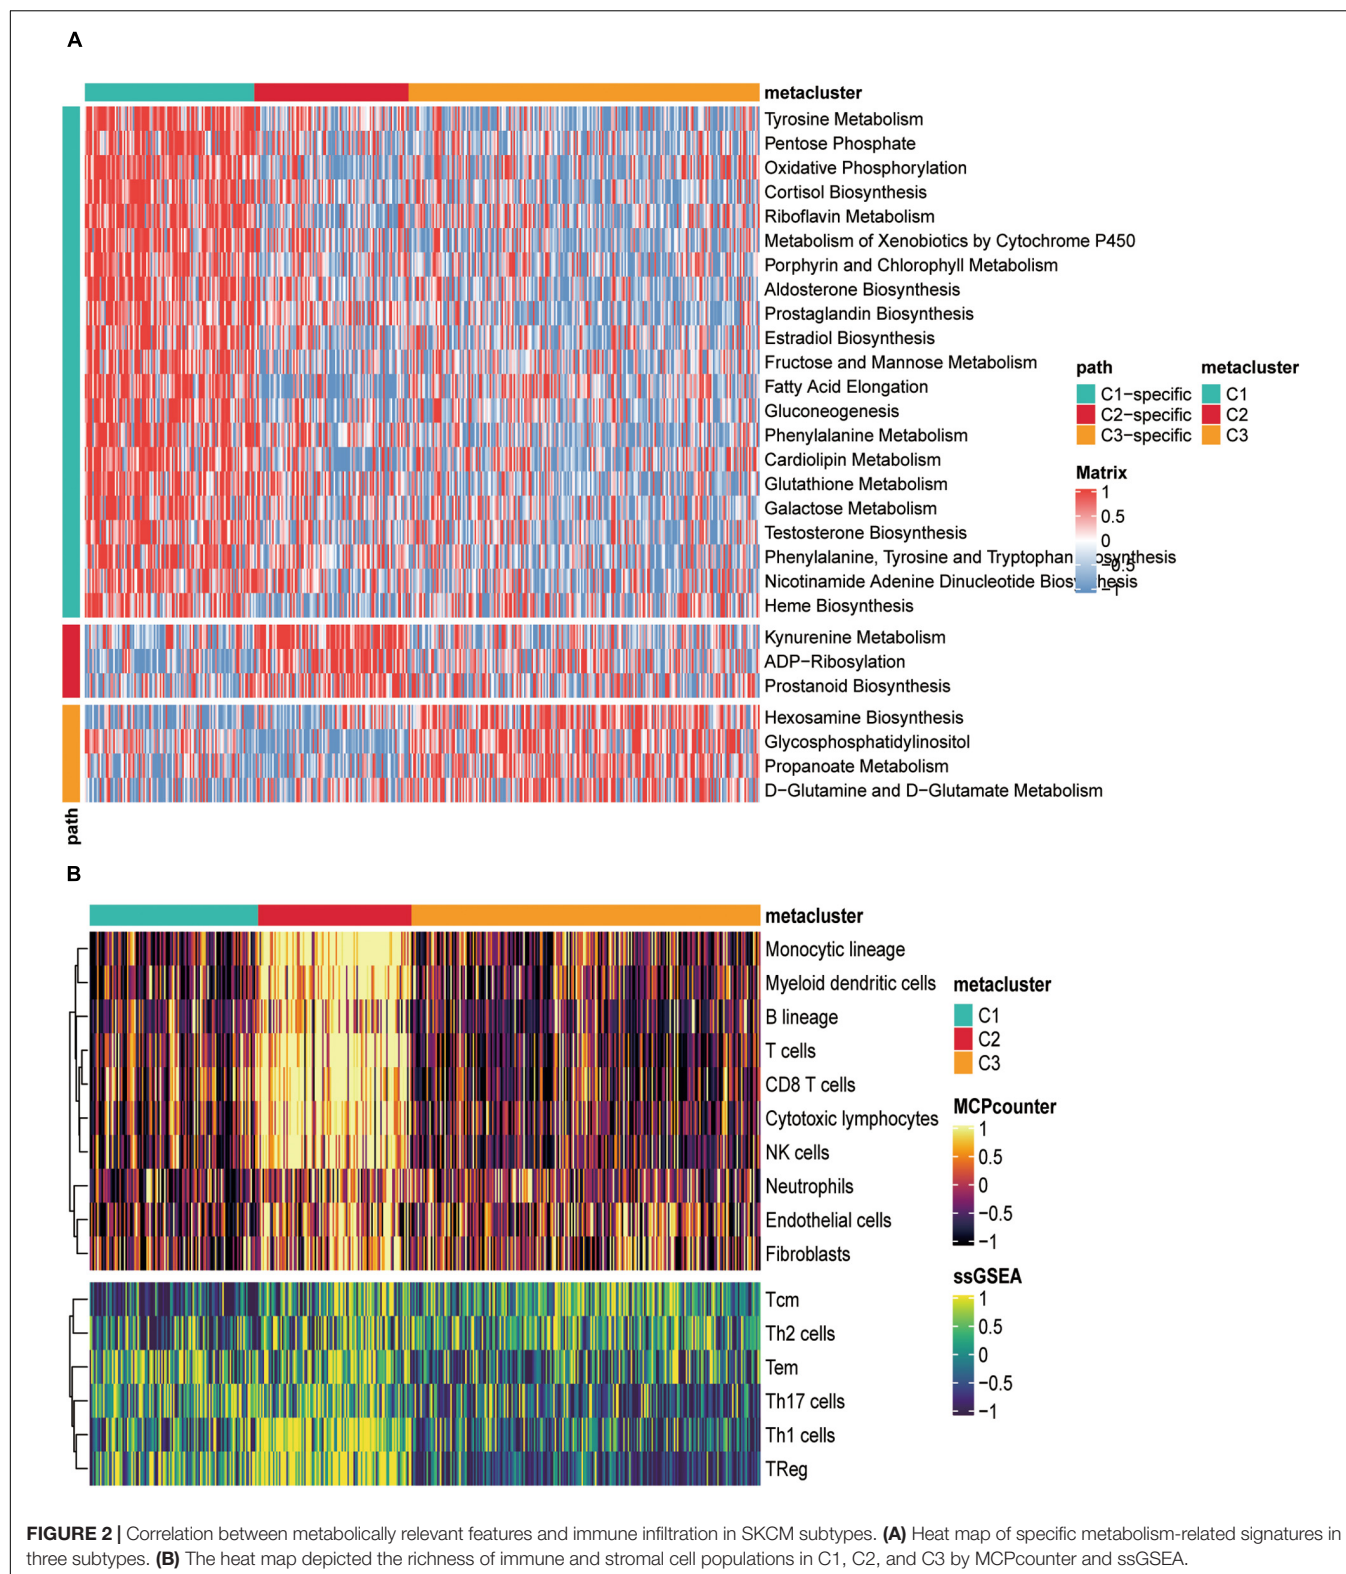 A
metacluster
Tyrosine Metabolism
Pentose Phosphate
Oxidative Phosphorylation
Cortisol Biosynthesis
Riboflavin Metabolism
Metabolism of Xenobiotics by Cytochrome P450
Porphyrin and Chlorophyll Metabolism
Aldosterone Biosynthesis
Prostaglandin Biosynthesis
Estradiol Biosynthesis
Fructose and Mannose Metabolism
Fatty Acid Elongation
Gluconeogenesis
Phenylalanine Metabolism
Cardiolipin Metabolism
Glutathione Metabolism
Galactose Metabolism
Testosterone Biosynthesis
Phenylalanine, Tyrosine and Tryptophan Biosynthesis
Nicotinamide Adenine Dinucleotide Biosynthesis
Heme Biosynthesis
Kynurenine Metabolism
ADP−Ribosylation
Prostanoid Biosynthesis
Hexosamine Biosynthesis
Glycosphosphatidylinositol
Propanoate Metabolism
D−Glutamine and D−Glutamate Metabolism
path
path metacluster
C1−specific C1
C2−specific C2
C3−specific C3
Matrix
1
0.5
0
−0.5
−1
B
metacluster
Monocytic lineage
Myeloid dendritic cells
B lineage
T cells
CD8 T cells
Cytotoxic lymphocytes
NK cells
Neutrophils
Endothelial cells
Fibroblasts
Tcm
Th2 cells
Tem
Th17 cells
Th1 cells
TReg
metacluster
C1
C2
C3
MCPcounter
1
0.5
0
−0.5
−1
ssGSEA
1
0.5
0
−0.5
−1
FIGURE 2 | Correlation between metabolically relevant features and immune infiltration in SKCM subtypes. (A) Heat map of specific metabolism-related signatures in
three subtypes. (B) The heat map depicted the richness of immune and stromal cell populations in C1, C2, and C3 by MCPcounter and ssGSEA.